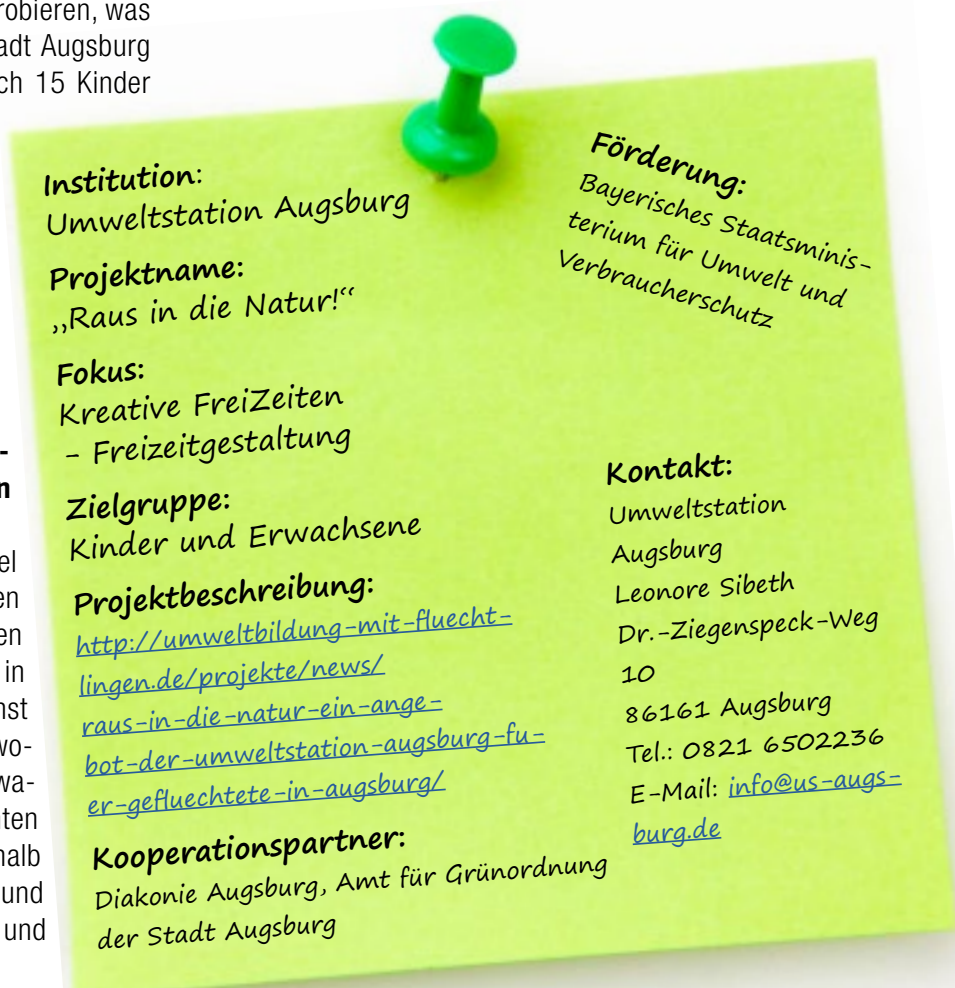 robieren, was
adt Augsburg
ch 15 Kinder
-
n
el
en
en
in
nst
wo-
wa-
nten
halb
und
und
Institution:
Umweltstation Augsburg
Projektname:
„Raus in die Natur!“
Fokus:
Kreative FreiZeiten
– Freizeitgestaltung
Zielgruppe:
Kinder und Erwachsene
Projektbeschreibung:
http://umweltbildung-mit-fluecht-
lingen.de/projekte/news/
raus-in-die-natur-ein-ange-
bot-der-umweltstation-augsburg-fu-
er-gefluechtete-in-augsburg/
Kooperationspartner:
Diakonie Augsburg, Amt für Grünordnung
der Stadt Augsburg
Förderung:
Bayerisches Staatsminis-
terium für Umwelt und
Verbraucherschutz
Kontakt:
Umweltstation
Augsburg
Leonore Sibeth
Dr.-Ziegenspeck-Weg
10
86161 Augsburg
Tel.: 0821 6502236
E-Mail: info@us-augs-
burg.de